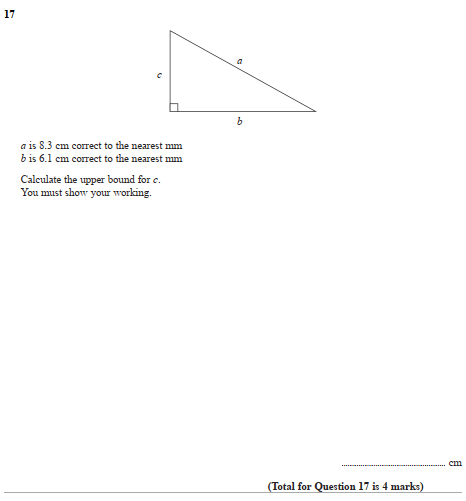 17
a
c
b
a is 8.3 cm correct to the nearest mm
b is 6.1 cm correct to the nearest mm
Calculate the upper bound for c.
You must show your working.
........................................................ cm
(Total for Question 17 is 4 marks)